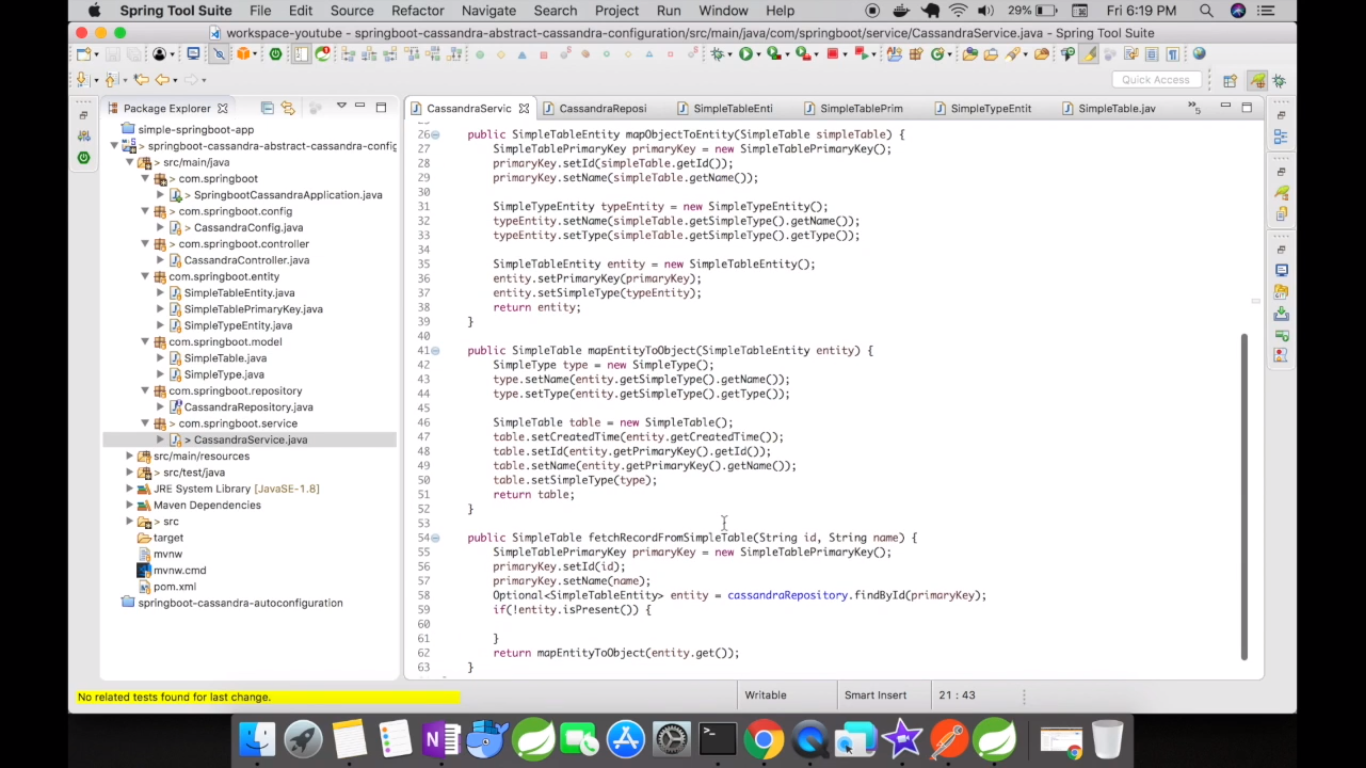 Spring Tool Suite File Edit Source Refactor Navigate Search Project Run Window Help 29% Fri 6:19 PM
workspace-youtube - springboot-cassandra-abstract-cassandra-configuration/src/main/java/com/springboot/service/CassandraService.java - Spring Tool Suite
Quick Access
Package Explorer
CassandraServic
CassandraReposi
SimpleTableEnti
SimpleTablePrim
SimpleTypeEntit
SimpleTable.jav
»5
simple-springboot-app
> springboot-cassandra-abstract-cassandra-config
> src/main/java
> com.springboot
> SpringbootCassandraApplication.java
> com.springboot.config
> CassandraConfig.java
> com.springboot.controller
CassandraController.java
com.springboot.entity
SimpleTableEntity.java
SimpleTablePrimaryKey.java
SimpleTypeEntity.java
com.springboot.model
SimpleTable.java
SimpleType.java
com.springboot.repository
CassandraRepository.java
> com.springboot.service
> CassandraService.java
src/main/resources
> src/test/java
JRE System Library [JavaSE-1.8]
Maven Dependencies
> src
target
mvnw
mvnw.cmd
pom.xml
springboot-cassandra-autoconfiguration
26 public SimpleTableEntity mapObjectToEntity(SimpleTable simpleTable) {
27 SimpleTablePrimaryKey primaryKey = new SimpleTablePrimaryKey();
28 primaryKey.setId(simpleTable.getId());
29 primaryKey.setName(simpleTable.getName());
30
31 SimpleTypeEntity typeEntity = new SimpleTypeEntity();
32 typeEntity.setName(simpleTable.getSimpleType().getName());
33 typeEntity.setType(simpleTable.getSimpleType().getType());
34
35 SimpleTableEntity entity = new SimpleTableEntity();
36 entity.setPrimaryKey(primaryKey);
37 entity.setSimpleType(typeEntity);
38 return entity;
39 }
40
41 public SimpleTable mapEntityToObject(SimpleTableEntity entity) {
42 SimpleType type = new SimpleType();
43 type.setName(entity.getSimpleType().getName());
44 type.setType(entity.getSimpleType().getType());
45
46 SimpleTable table = new SimpleTable();
47 table.setCreatedTime(entity.getCreatedTime());
48 table.setId(entity.getPrimaryKey().getId());
49 table.setName(entity.getPrimaryKey().getName());
50 table.setSimpleType(type);
51 return table;
52 }
53
54 public SimpleTable fetchRecordFromSimpleTable(String id, String name) {
55 SimpleTablePrimaryKey primaryKey = new SimpleTablePrimaryKey();
56 primaryKey.setId(id);
57 primaryKey.setName(name);
58 Optional<SimpleTableEntity> entity = cassandraRepository.findById(primaryKey);
59 if(!entity.isPresent()) {
60
61 }
62 return mapEntityToObject(entity.get());
63 }
No related tests found for last change.
Writable
Smart Insert
21 : 43